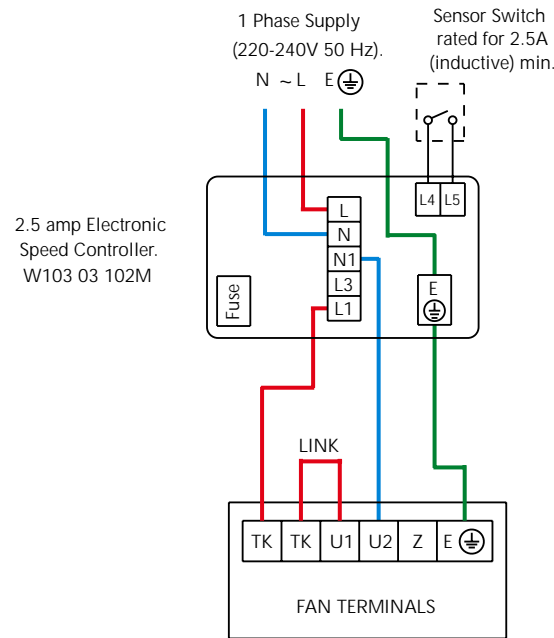 1 Phase Supply
(220-240V 50 Hz).
N ~ L E
Sensor Switch
rated for 2.5A
(inductive) min.
L4 L5
2.5 amp Electronic
Speed Controller.
W103 03 102M
Fuse
L
N
N1
L3
L1
E
LINK
TK TK U1 U2 Z E
FAN TERMINALS